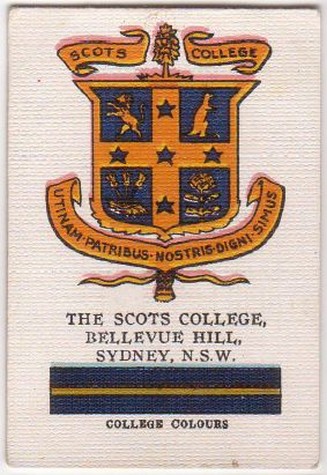 SCOTS COLLEGE
UTINAM·PATRIBUS·NOSTRIS·DIGNI·SIMUS
THE SCOTS COLLEGE,
BELLEVUE HILL,
SYDNEY, N.S.W.
COLLEGE COLOURS